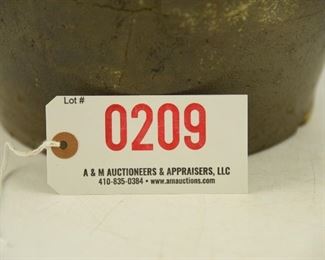 Lot #
0209
A & M AUCTIONEERS & APPRAISERS, LLC
410-835-0384 • www.amauctions.com